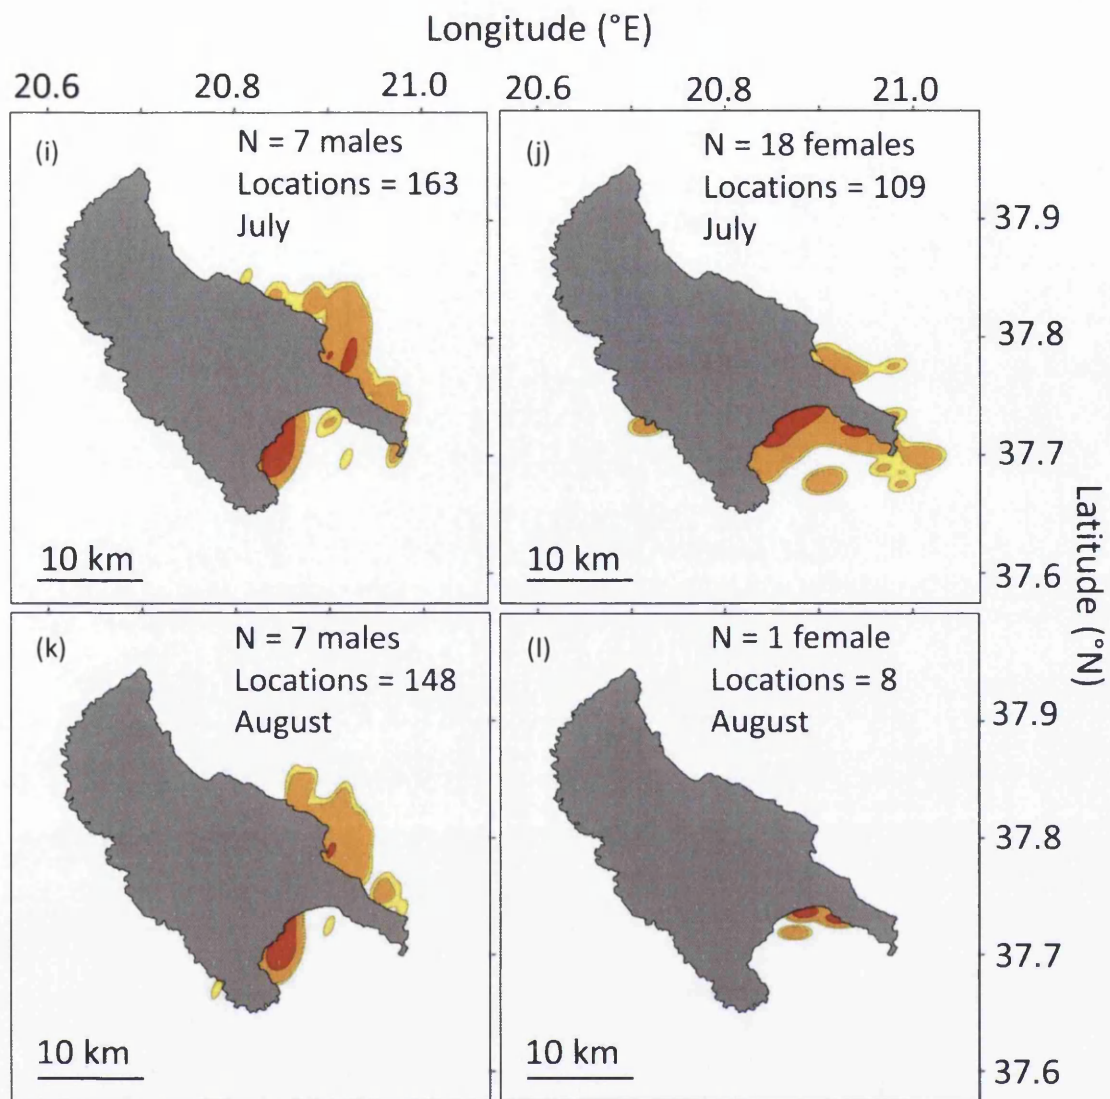 Longitude (°E)
20.6 20.8 21.0 20.6 20.8 21.0
(i)
N = 7 males
Locations = 163
July
10 km
(j)
N = 18 females
Locations = 109
July
10 km
37.9
37.8
37.7
37.6
(k)
N = 7 males
Locations = 148
August
10 km
(l)
N = 1 female
Locations = 8
August
10 km
37.9
37.8
37.7
37.6
Latitude (°N)